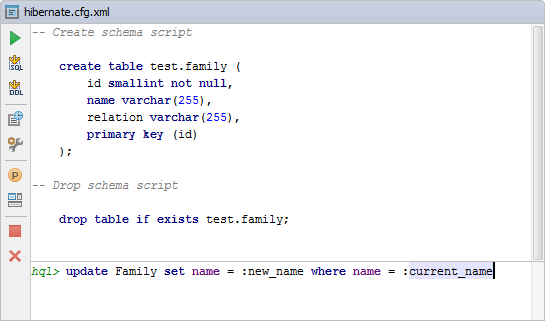 hibernate.cfg.xml
-- Create schema script
create table test.family (
id smallint not null,
name varchar(255),
relation varchar(255),
primary key (id)
);
-- Drop schema script
drop table if exists test.family;
hql> update Family set name = :new_name where name = :current_name
SQL
DDL
P